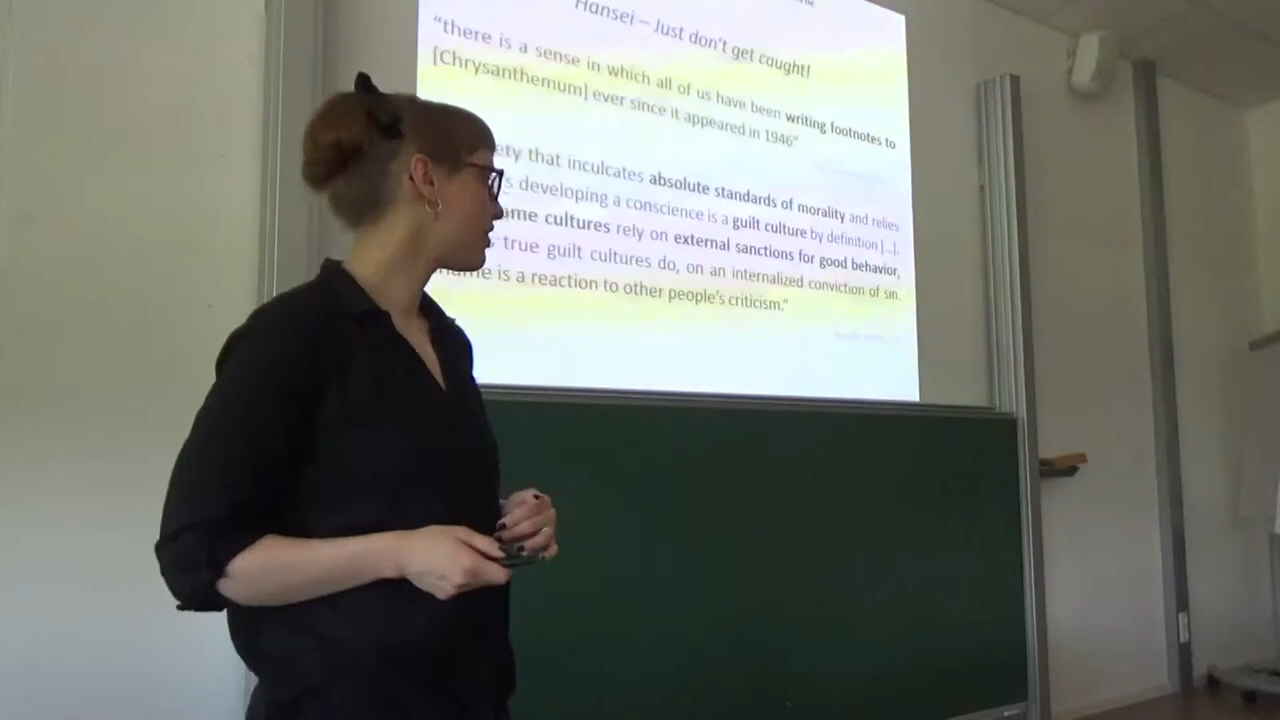 Hansei – Just don't get caught!
“there is a sense in which all of us have been writing footnotes to
[Chrysanthemum] ever since it appeared in 1946”
that inculcates absolute standards of morality and relies
developing a conscience is a guilt culture by definition [...].
cultures rely on external sanctions for good behavior,
true guilt cultures do, on an internalized conviction of sin.
is a reaction to other people's criticism.”